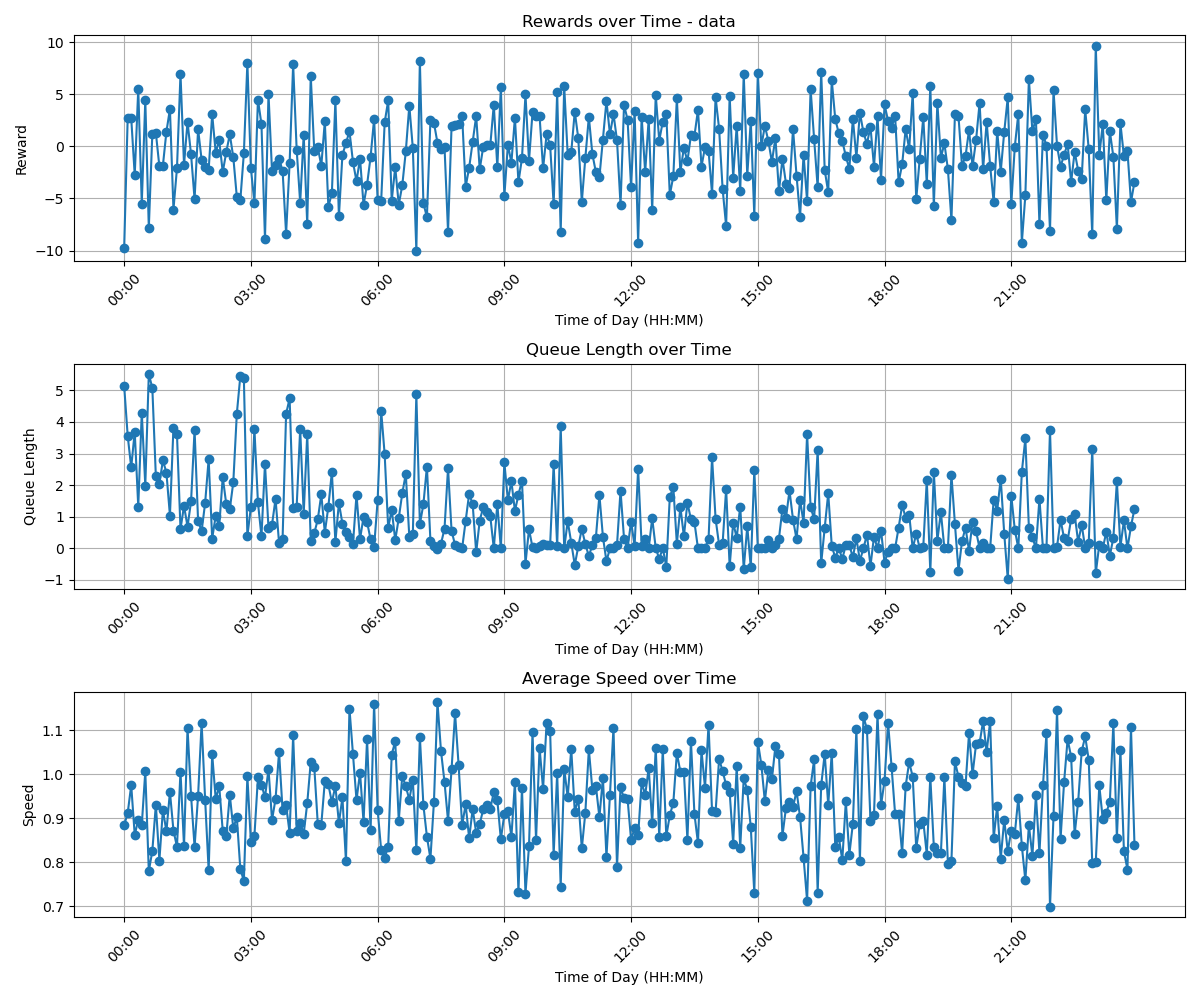 Rewards over Time - data
10
5
0
−5
−10
Reward
00:00 03:00 06:00 09:00 12:00 15:00 18:00 21:00
Time of Day (HH:MM)
Queue Length over Time
5
4
3
2
1
0
−1
Queue Length
00:00 03:00 06:00 09:00 12:00 15:00 18:00 21:00
Time of Day (HH:MM)
Average Speed over Time
1.1
1.0
0.9
0.8
0.7
Speed
00:00 03:00 06:00 09:00 12:00 15:00 18:00 21:00
Time of Day (HH:MM)